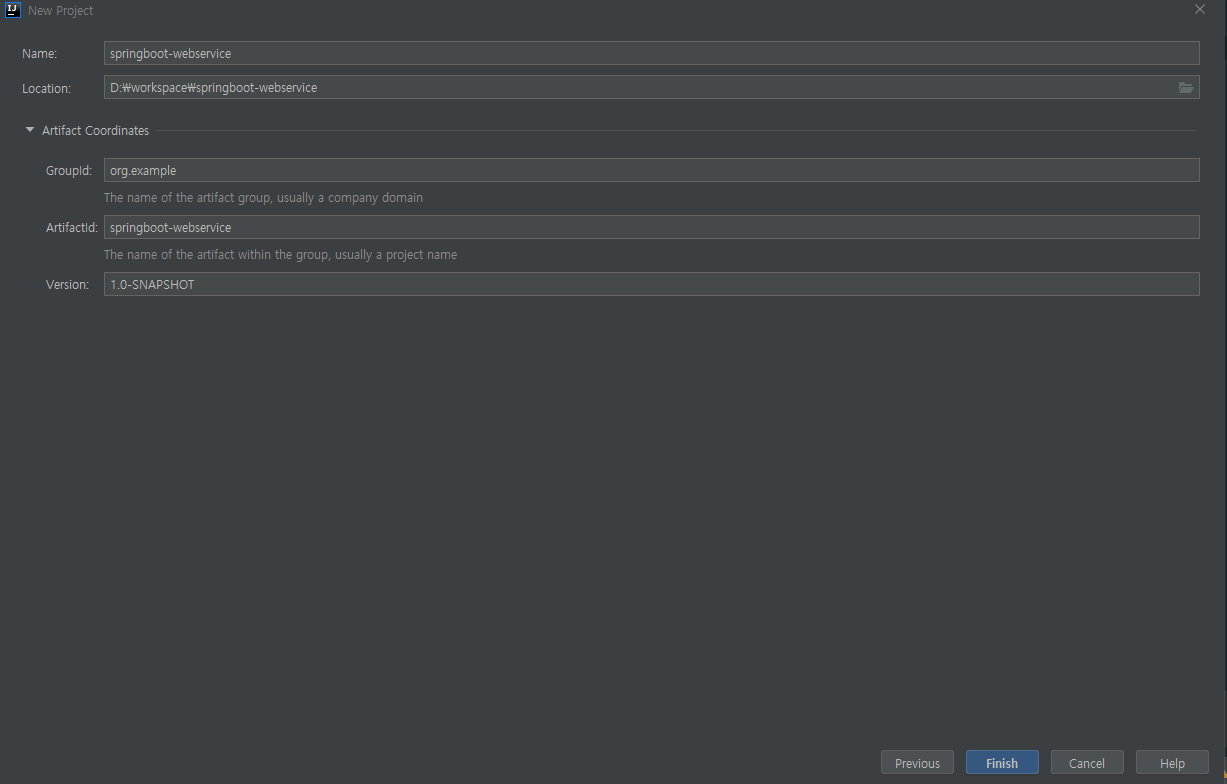 IJ New Project
Name: springboot-webservice
Location: D:₩workspace₩springboot-webservice
Artifact Coordinates
GroupId: org.example
The name of the artifact group, usually a company domain
ArtifactId: springboot-webservice
The name of the artifact within the group, usually a project name
Version: 1.0-SNAPSHOT
Previous Finish Cancel Help